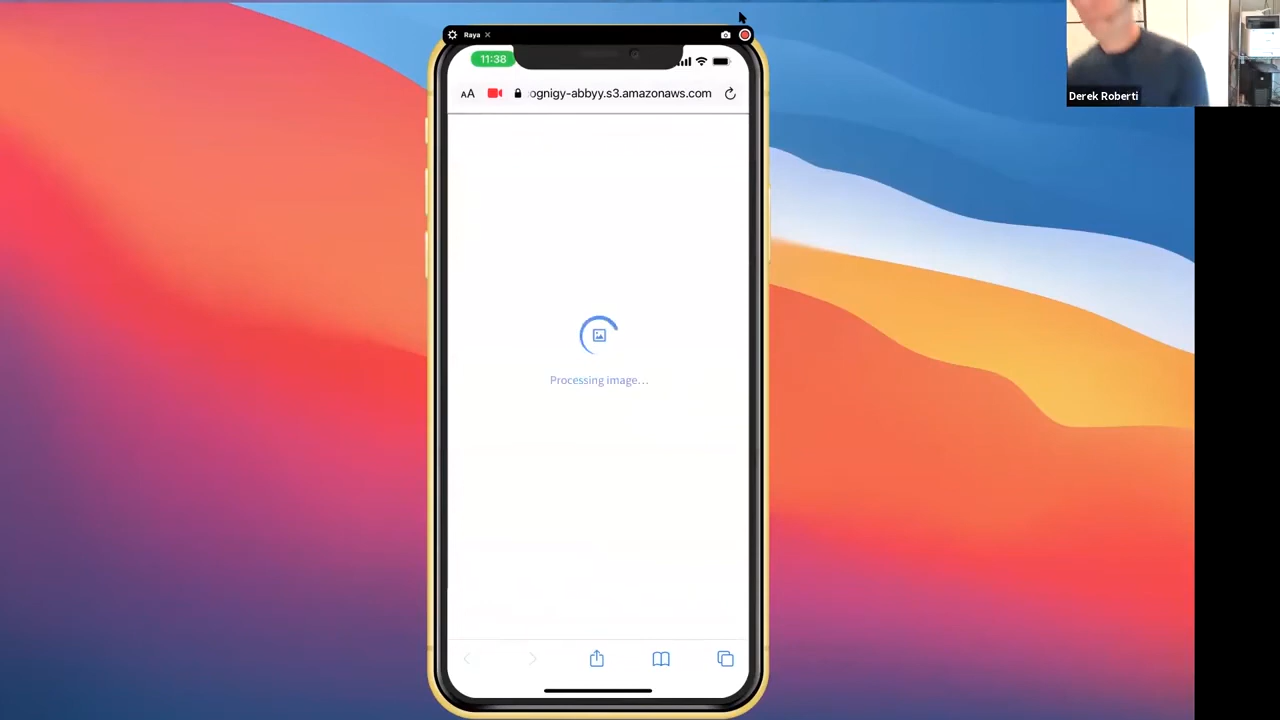 Raya
11:38
AA
ognigy-abbyy.s3.amazonaws.com
Processing image...
Derek Roberti